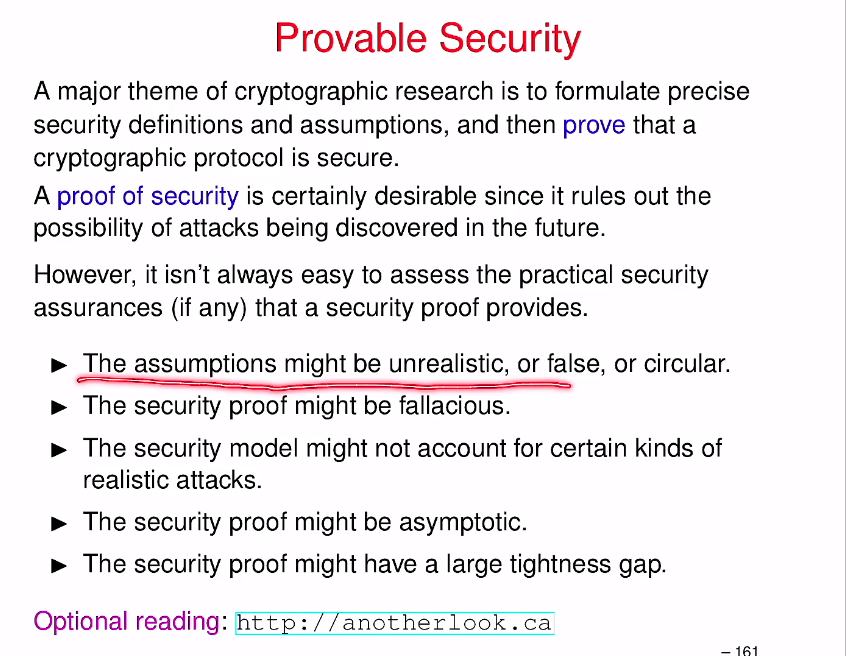 Provable Security
A major theme of cryptographic research is to formulate precise
security definitions and assumptions, and then prove that a
cryptographic protocol is secure.
A proof of security is certainly desirable since it rules out the
possibility of attacks being discovered in the future.
However, it isn't always easy to assess the practical security
assurances (if any) that a security proof provides.
► The assumptions might be unrealistic, or false, or circular.
► The security proof might be fallacious.
► The security model might not account for certain kinds of
realistic attacks.
► The security proof might be asymptotic.
► The security proof might have a large tightness gap.
Optional reading: http://anotherlook.ca
– 161